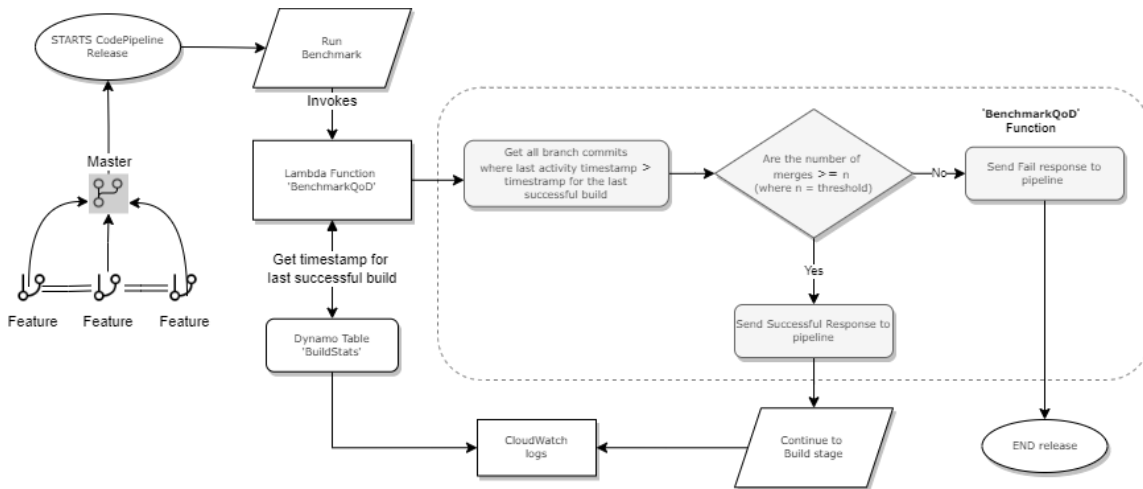 STARTS CodePipeline
Release
Run
Benchmark
Invokes
Master
Lambda Function
'BenchmarkQoD'
Get all branch commits
where last activity timestamp >
timestramp for the last
successful build
Are the number of
merges >= n
(where n = threshold)
No
'BenchmarkQoD'
Function
Send Fail response to
pipeline
Get timestamp for
last successful build
Yes
Feature
Feature
Feature
Dynamo Table
'BuildStats'
Send Successful Response to
pipeline
CloudWatch
logs
Continue to
Build stage
END release